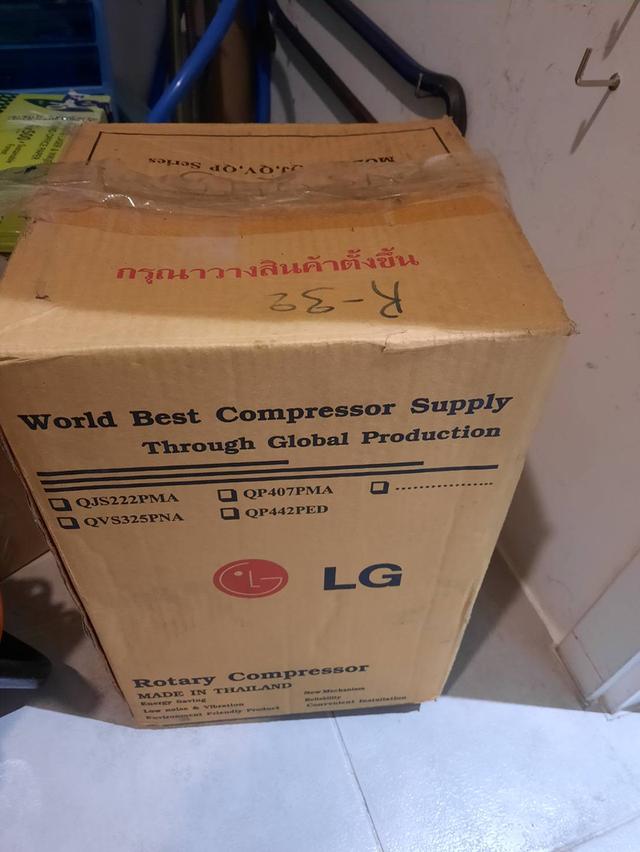 QV, QP Series
กรุณาวางสินค้าตั้งขึ้น
R-32
World Best Compressor Supply
Through Global Production
QJS222PMA
QP407PMA
................
QVS325PNA
QP442PED
LG
Rotary Compressor
MADE IN THAILAND
Energy Saving
Low noise & Vibration
Environment Friendly Product
New Mechanism
Reliability
Convenient Installation